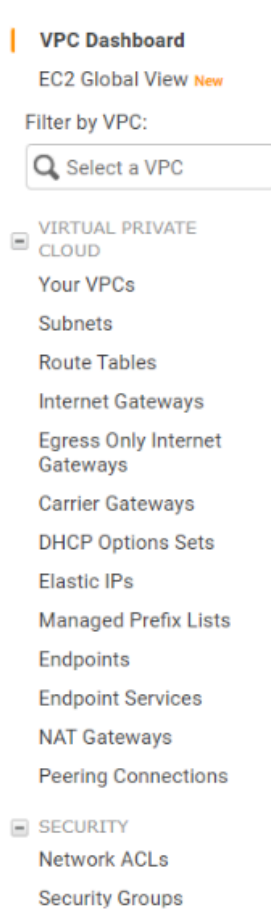 VPC Dashboard
EC2 Global View New
Filter by VPC:
Select a VPC
VIRTUAL PRIVATE
CLOUD
Your VPCs
Subnets
Route Tables
Internet Gateways
Egress Only Internet
Gateways
Carrier Gateways
DHCP Options Sets
Elastic IPs
Managed Prefix Lists
Endpoints
Endpoint Services
NAT Gateways
Peering Connections
SECURITY
Network ACLs
Security Groups